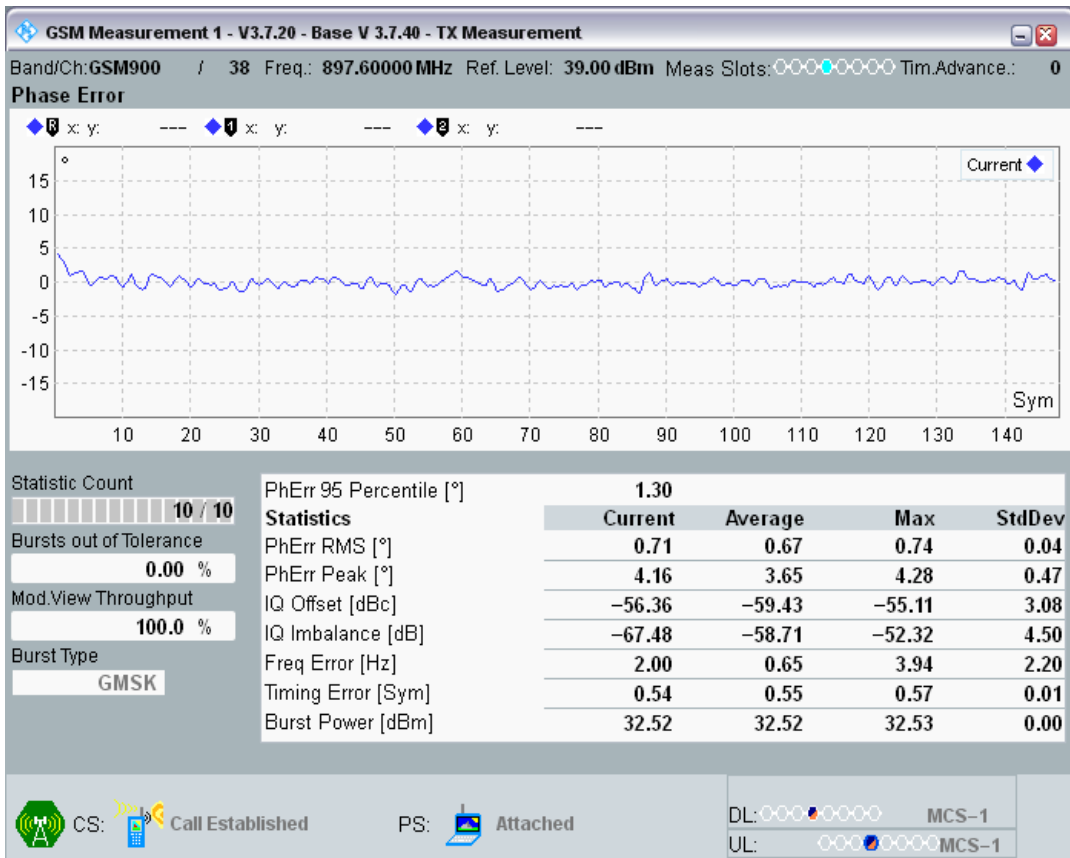 GSM Measurement 1 - V3.7.20 - Base V 3.7.40 - TX Measurement
Band/Ch:GSM900 / 38 Freq.: 897.60000 MHz Ref. Level: 39.00 dBm Meas Slots: Tim.Advance.: 0
Phase Error
R x: y: --- 1 x: y: --- 2 x: y: ---
° Current
15
10
5
0
-5
-10
-15
Sym
10 20 30 40 50 60 70 80 90 100 110 120 130 140
Statistic Count
10 / 10
Bursts out of Tolerance
0.00 %
Mod.View Throughput
100.0 %
Burst Type
GMSK
PhErr 95 Percentile [°] 1.30
Statistics Current Average Max StdDev
PhErr RMS [°] 0.71 0.67 0.74 0.04
PhErr Peak [°] 4.16 3.65 4.28 0.47
IQ Offset [dBc] −56.36 −59.43 −55.11 3.08
IQ Imbalance [dB] −67.48 −58.71 −52.32 4.50
Freq Error [Hz] 2.00 0.65 3.94 2.20
Timing Error [Sym] 0.54 0.55 0.57 0.01
Burst Power [dBm] 32.52 32.52 32.53 0.00
CS: Call Established PS: Attached
DL: MCS−1
UL: MCS−1